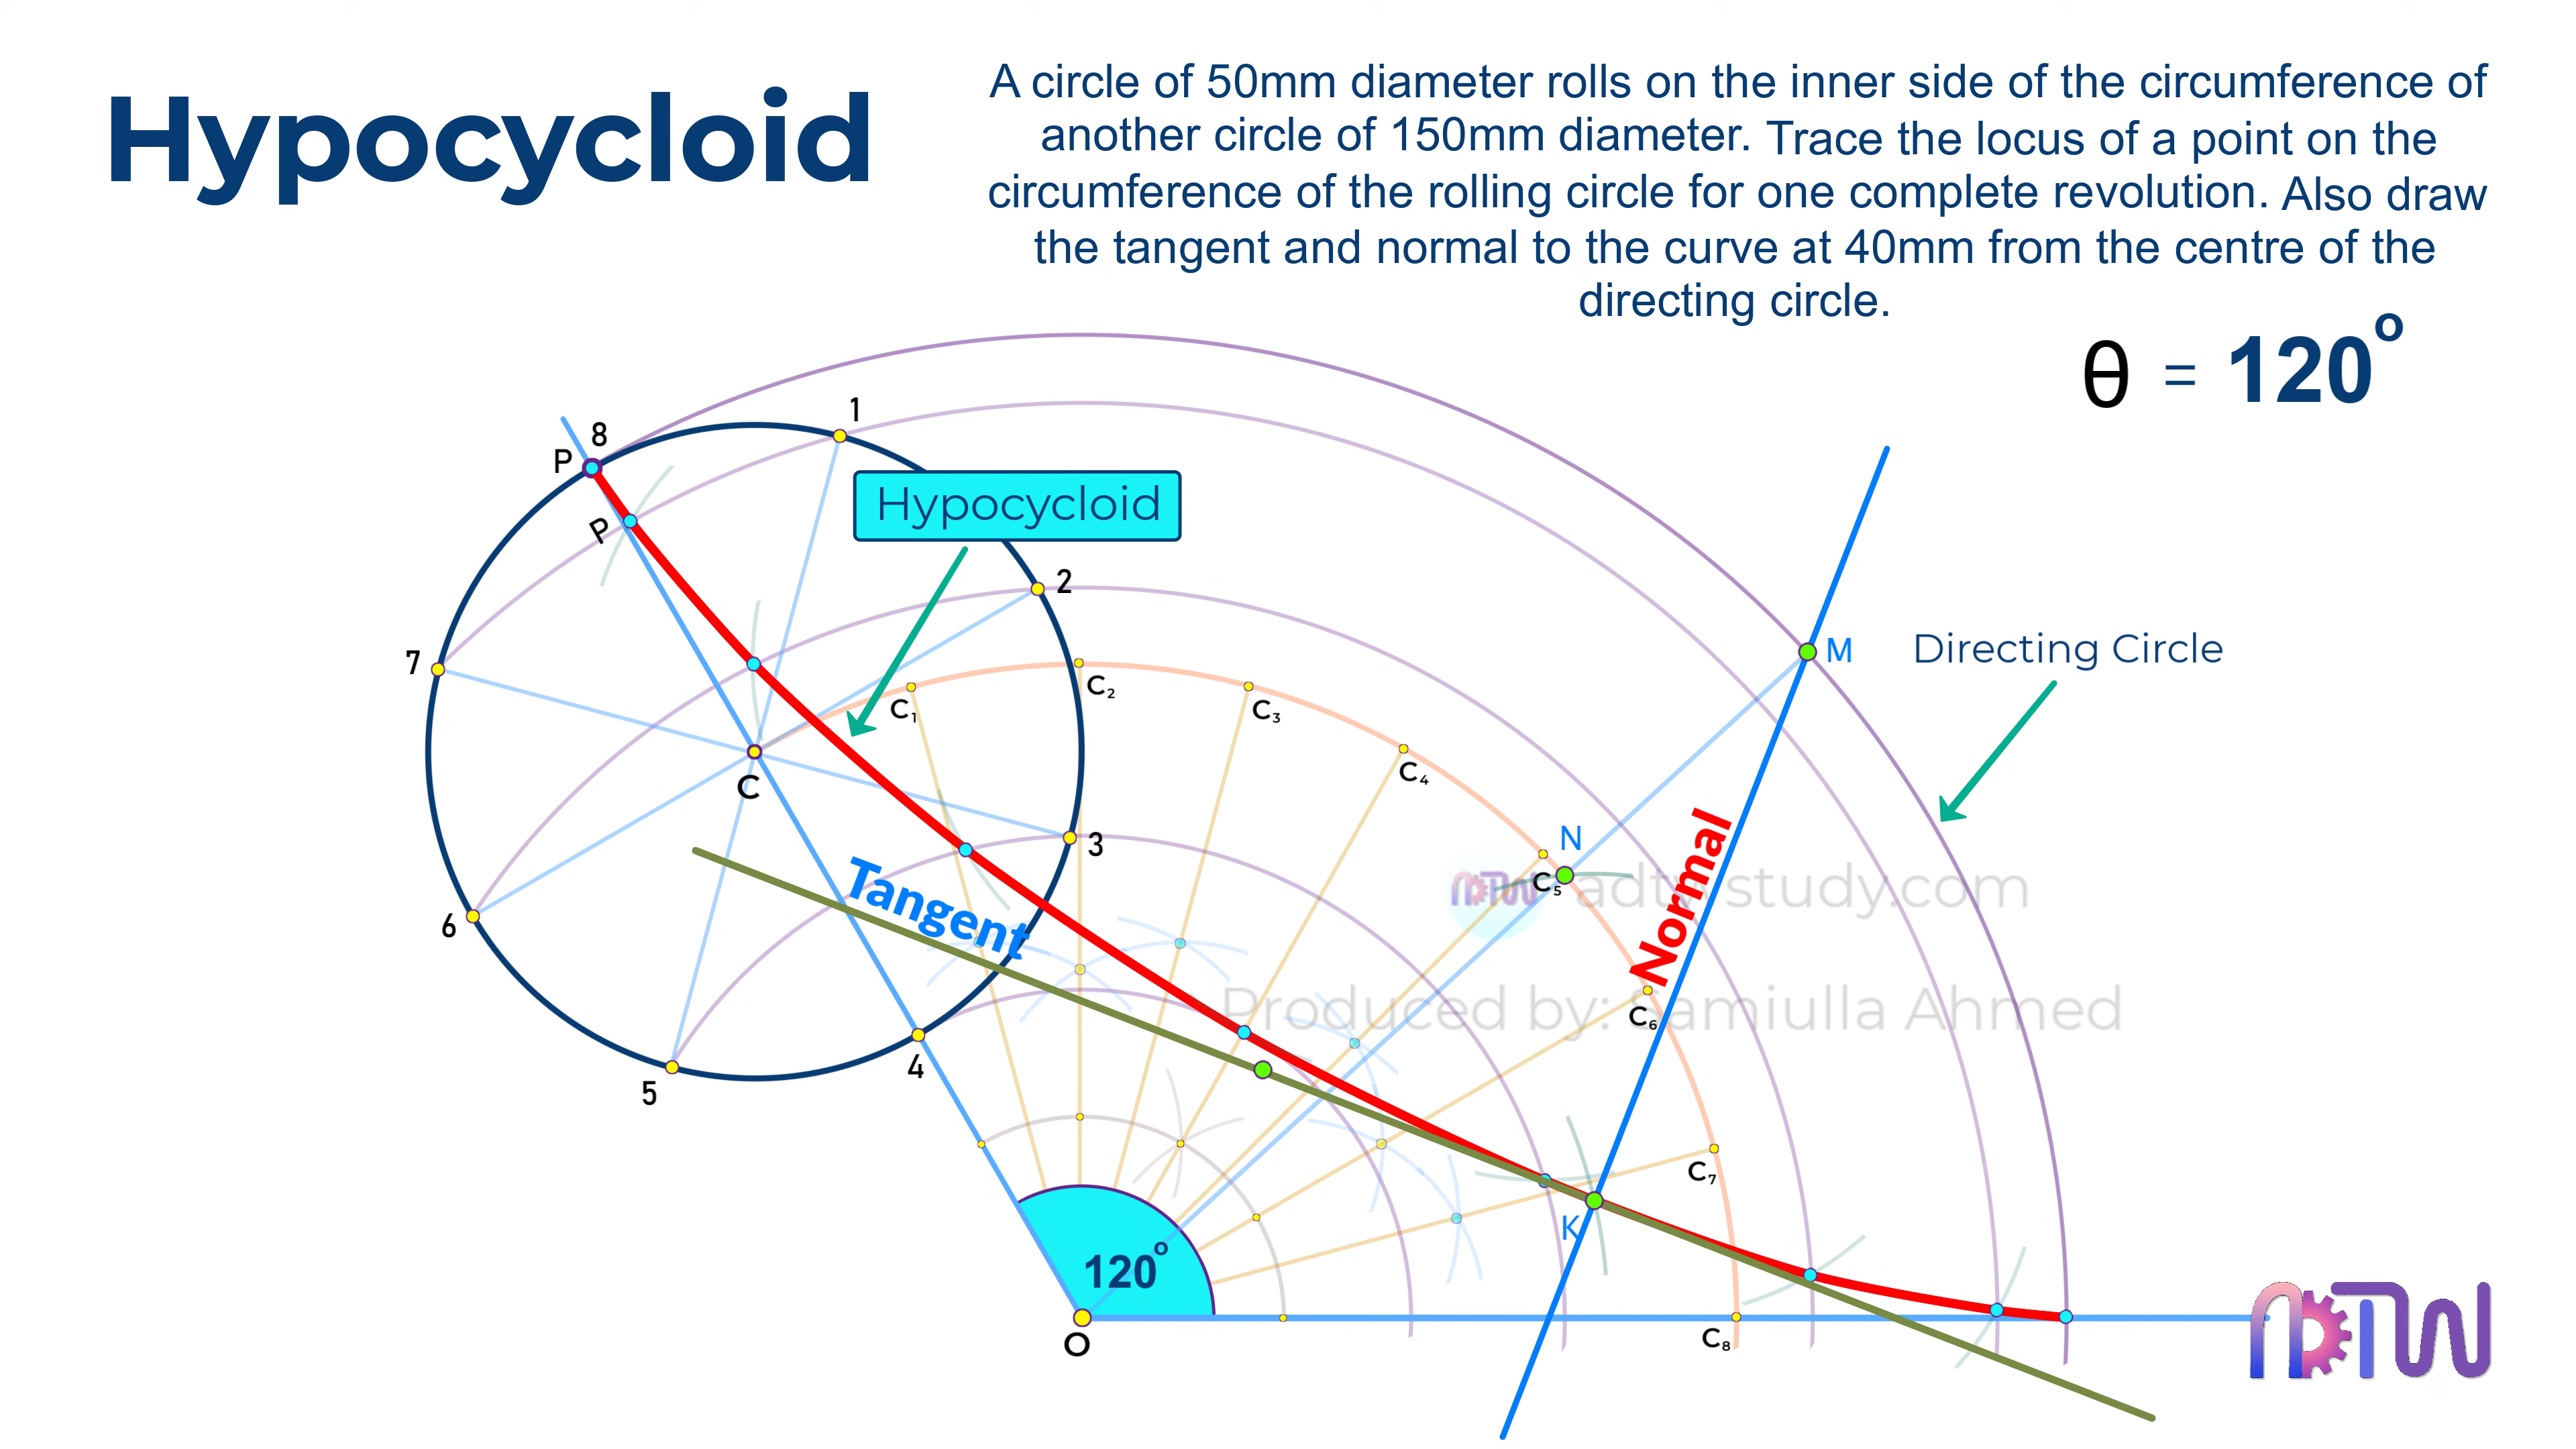 Hypocycloid
A circle of 50mm diameter rolls on the inner side of the circumference of
another circle of 150mm diameter. Trace the locus of a point on the
circumference of the rolling circle for one complete revolution. Also draw
the tangent and normal to the curve at 40mm from the centre of the
directing circle.
θ = 120°
8
1
P
P
Hypocycloid
2
7
C
C₁
C₂
C₃
C₄
M
Directing Circle
3
N
C₅
adtw study.com
Tangent
Normal
6
5
4
Produced by: Samiulla Ahmed
C₆
C₇
K
120°
O
C₈
ADTW